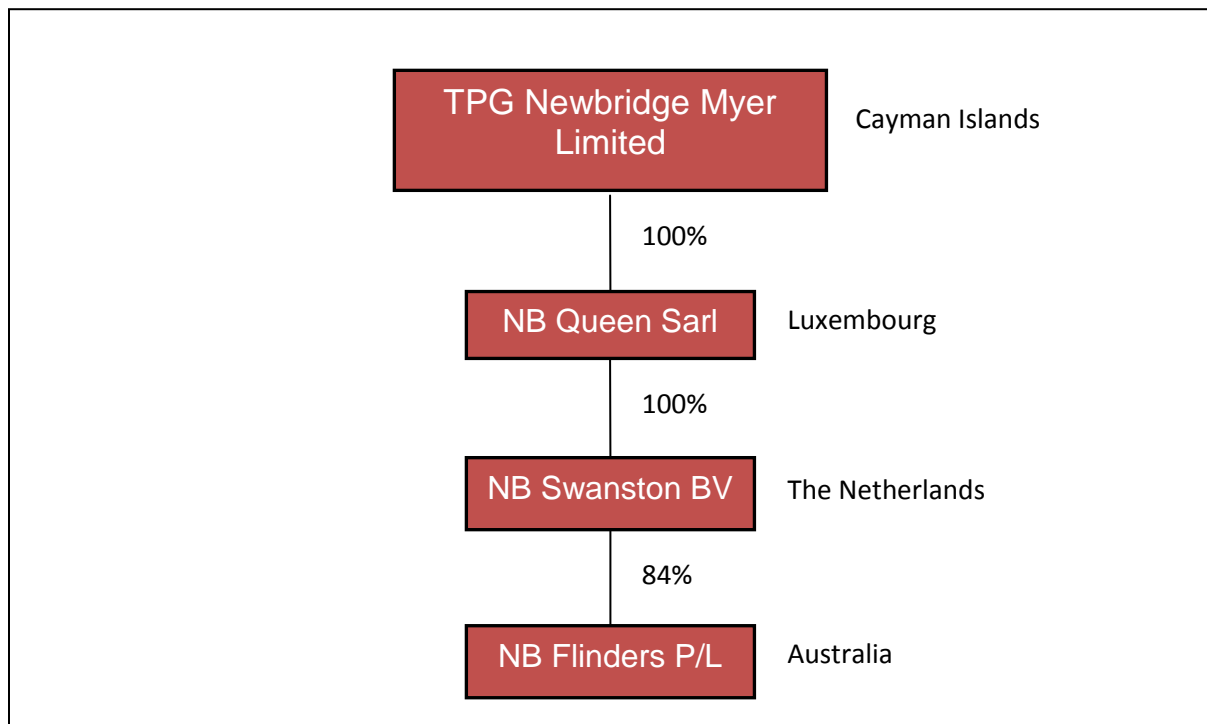 TPG Newbridge Myer
Limited
Cayman Islands
100%
NB Queen Sarl
Luxembourg
100%
NB Swanston BV
The Netherlands
84%
NB Flinders P/L
Australia